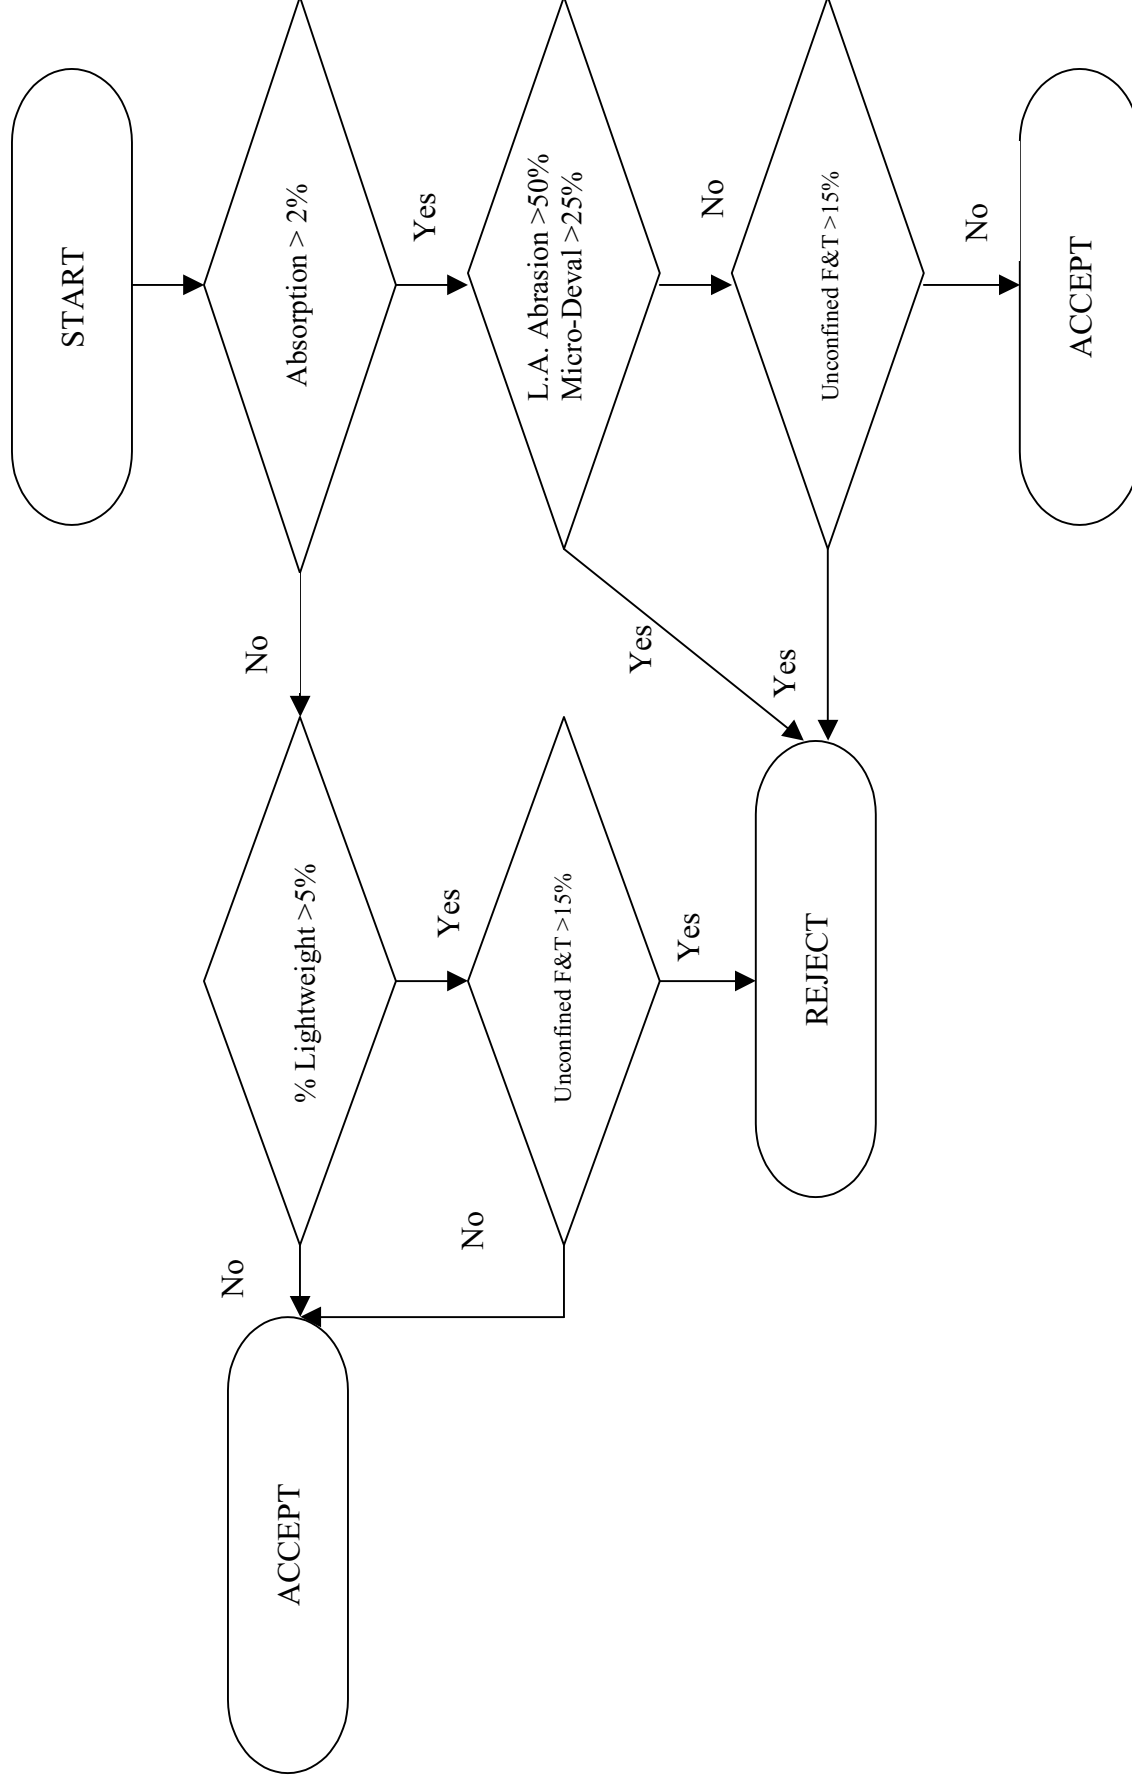 START
Absorption > 2%
No
Yes
% Lightweight >5%
No
Yes
L.A. Abrasion >50%
Micro-Deval >25%
Yes
No
Unconfined F&T >15%
No
Yes
Unconfined F&T >15%
Yes
No
ACCEPT
REJECT
ACCEPT